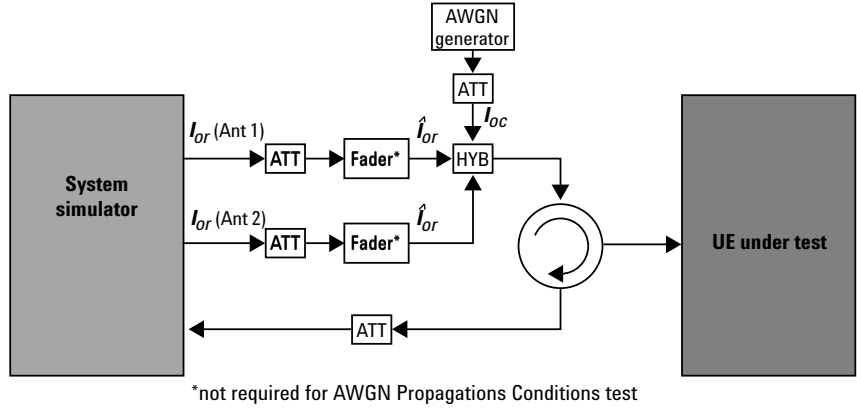 AWGN
generator
ATT
I_oc
I_or (Ant 1)
ATT
Fader*
Î_or
HYB
System
simulator
I_or (Ant 2)
ATT
Fader*
Î_or
UE under test
ATT
*not required for AWGN Propagations Conditions test